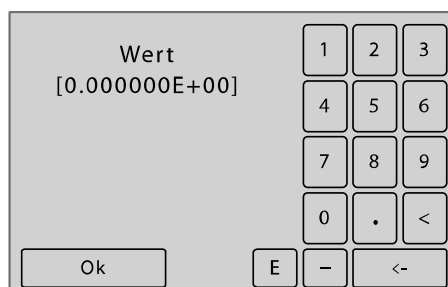 Wert
[0.000000E+00]
1 2 3
4 5 6
7 8 9
0 . <
Ok E – <-